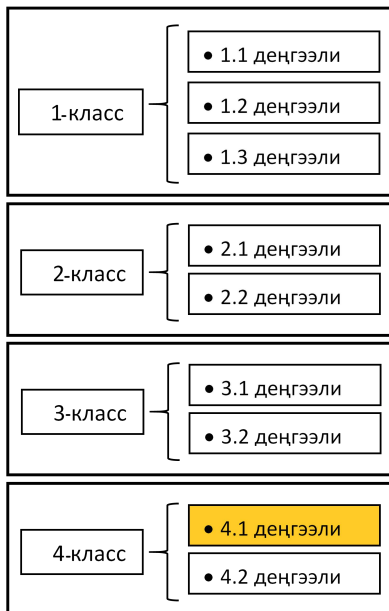 1-класс
• 1.1 деңгээли
• 1.2 деңгээли
• 1.3 деңгээли
2-класс
• 2.1 деңгээли
• 2.2 деңгээли
3-класс
• 3.1 деңгээли
• 3.2 деңгээли
4-класс
• 4.1 деңгээли
• 4.2 деңгээли